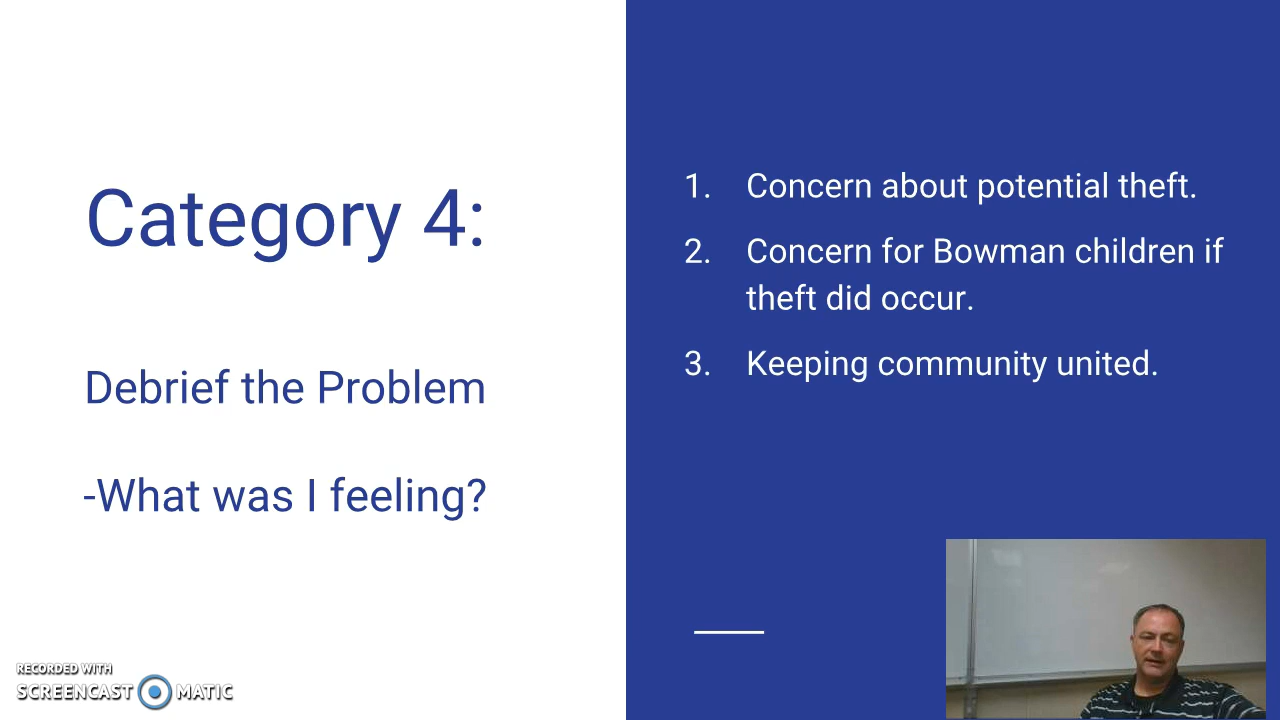 Category 4:
Debrief the Problem
-What was I feeling?
1. Concern about potential theft.
2. Concern for Bowman children if
theft did occur.
3. Keeping community united.
RECORDED WITH
SCREENCAST MATIC